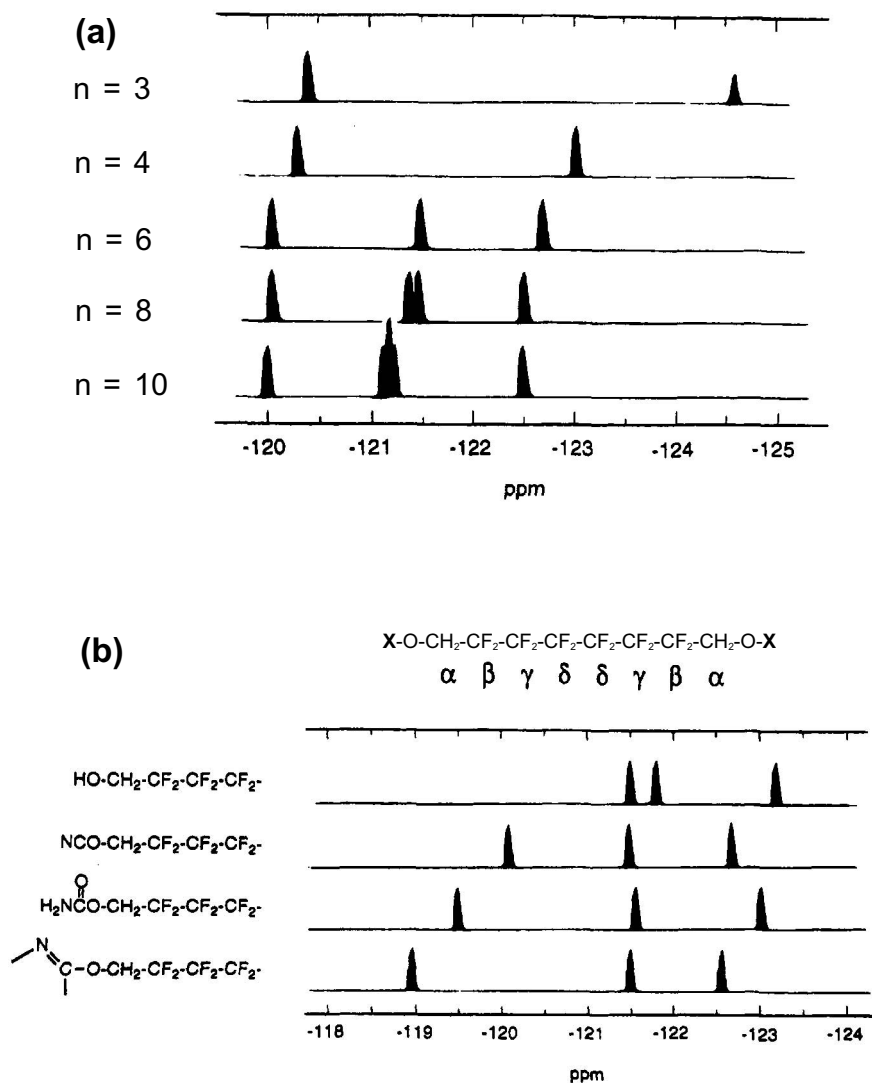 (a)
n = 3
n = 4
n = 6
n = 8
n = 10
-120 -121 -122 -123 -124 -125
ppm
(b)
X-O-CH₂-CF₂-CF₂-CF₂-CF₂-CF₂-CF₂-CH₂-O-X
α β γ δ δ γ β α
HO-CH₂-CF₂-CF₂-CF₂-
NCO-CH₂-CF₂-CF₂-CF₂-
O
H₂NCO-CH₂-CF₂-CF₂-CF₂-
N
C-O-CH₂-CF₂-CF₂-CF₂-
-118 -119 -120 -121 -122 -123 -124
ppm